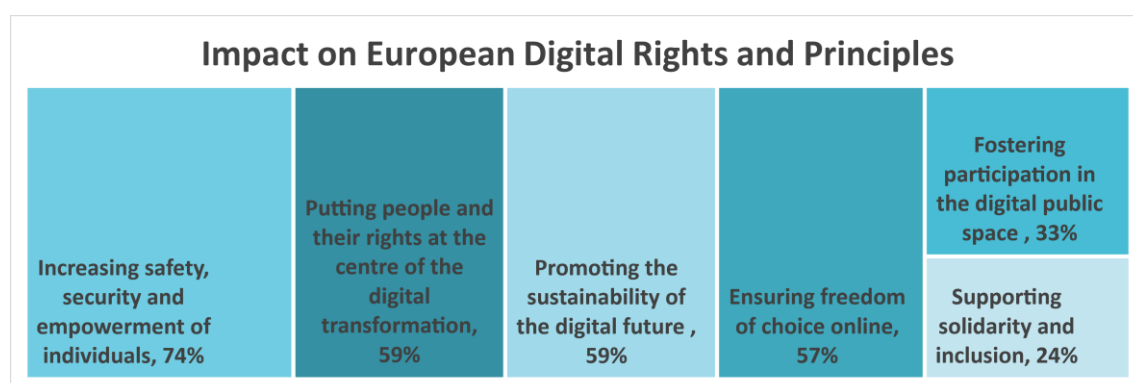 Impact on European Digital Rights and Principles
Increasing safety,
security and
empowerment of
individuals, 74%
Putting people and
their rights at the
centre of the
digital
transformation,
59%
Promoting the
sustainability of
the digital future ,
59%
Ensuring freedom
of choice online,
57%
Fostering
participation in
the digital public
space , 33%
Supporting
solidarity and
inclusion, 24%